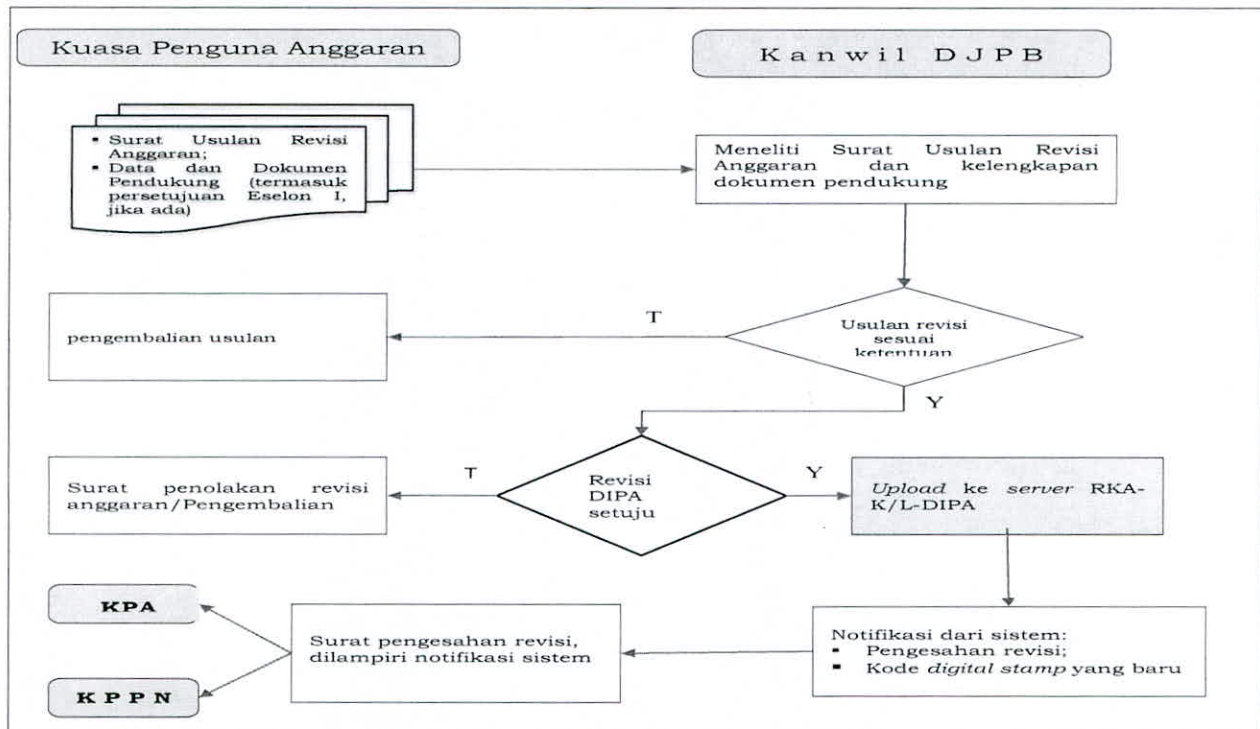 Kuasa Penguna Anggaran
Kanwil DJPB
▪ Surat Usulan Revisi
Anggaran;
▪ Data dan Dokumen
Pendukung (termasuk
persetujuan Eselon I,
jika ada)
Meneliti Surat Usulan Revisi
Anggaran dan kelengkapan
dokumen pendukung
pengembalian usulan
T
Usulan revisi
sesuai
ketentuan
Y
Surat penolakan revisi
anggaran/Pengembalian
T
Revisi
DIPA
setuju
Y
Upload ke server RKA-
K/L-DIPA
KPA
KPPN
Surat pengesahan revisi,
dilampiri notifikasi sistem
Notifikasi dari sistem:
▪ Pengesahan revisi;
▪ Kode digital stamp yang baru